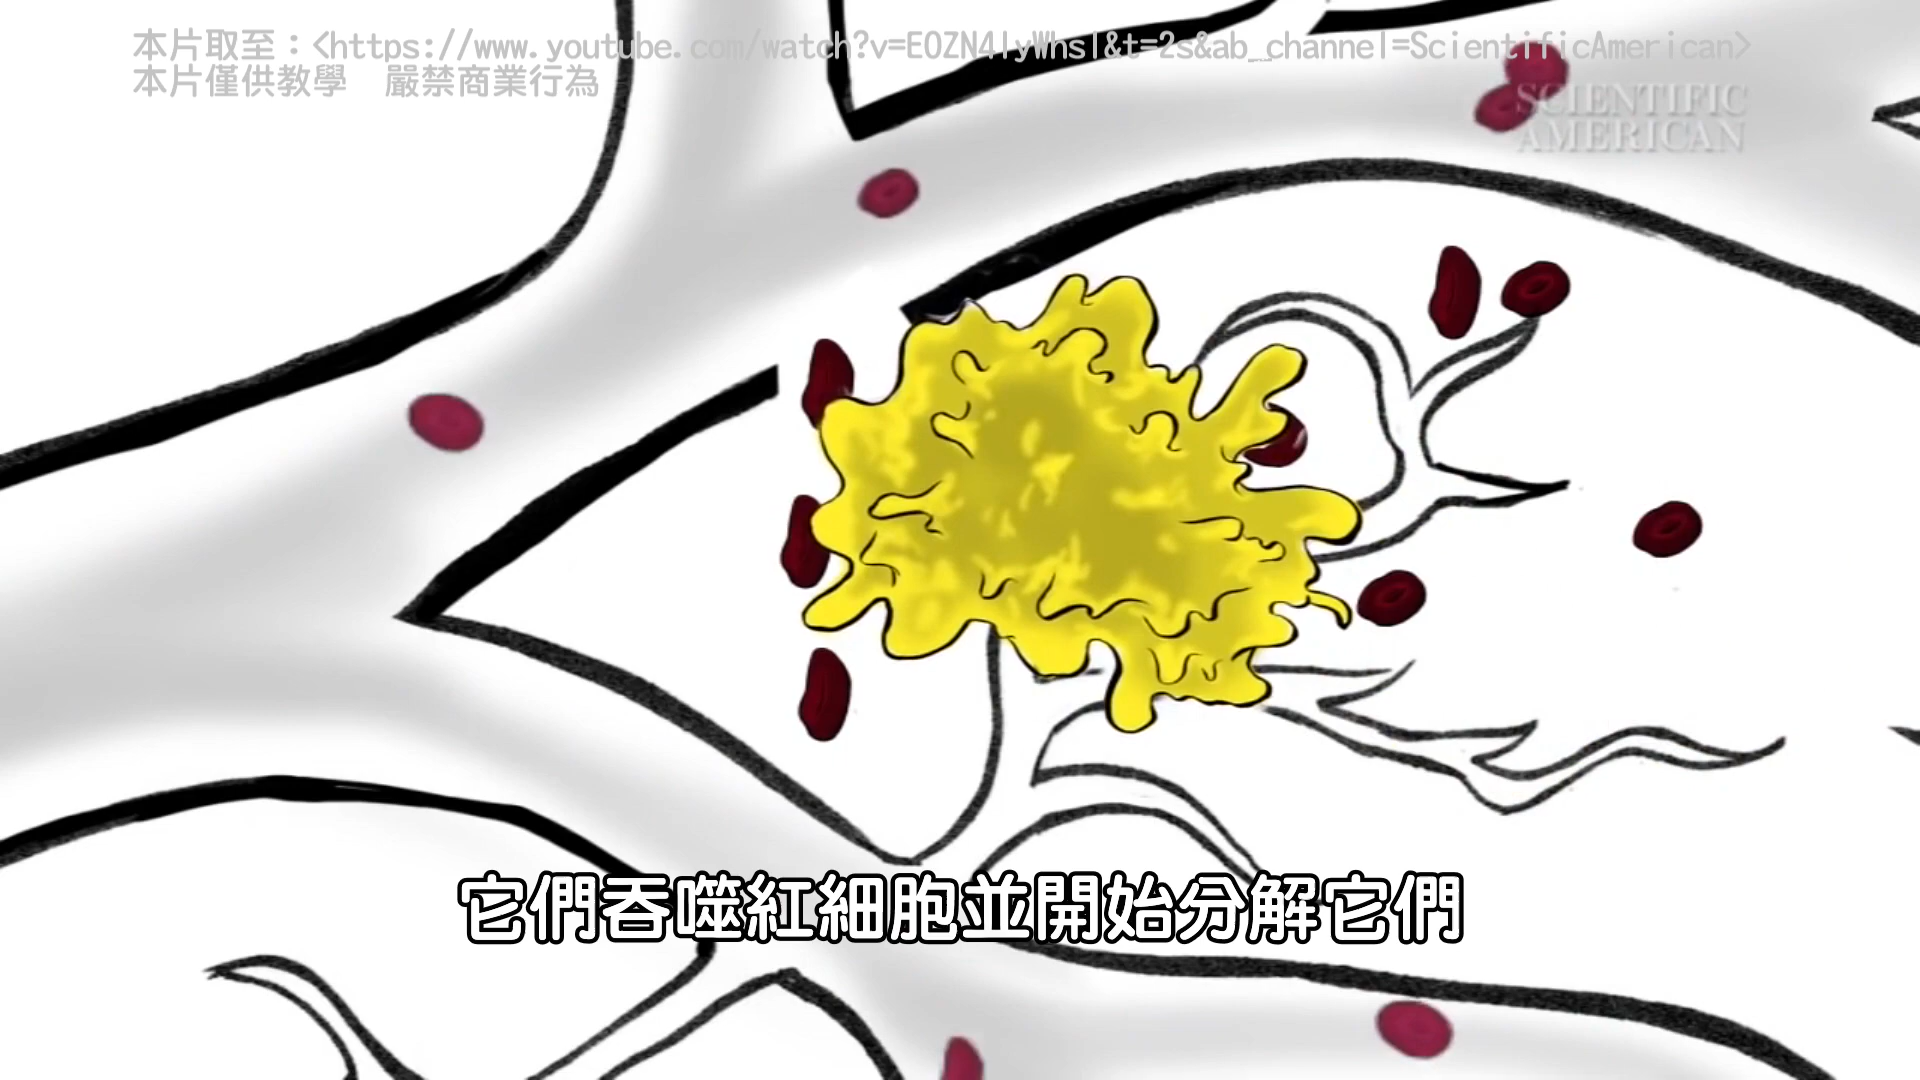 本片取至：<https://www.youtube.com/watch?v=E0ZN4lyWhsI&t=2s&ab_channel=ScientificAmerican>
本片僅供教學　嚴禁商業行為
SCIENTIFIC
AMERICAN
它們吞噬紅細胞並開始分解它們